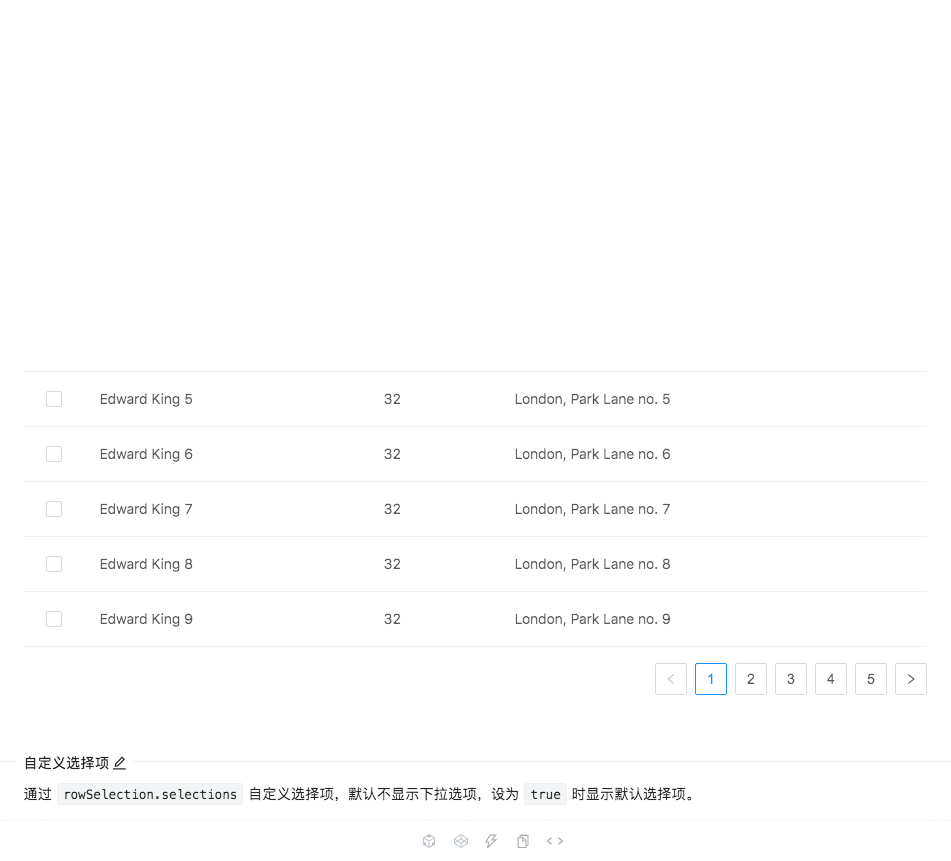 Edward King 5 32 London, Park Lane no. 5
Edward King 6 32 London, Park Lane no. 6
Edward King 7 32 London, Park Lane no. 7
Edward King 8 32 London, Park Lane no. 8
Edward King 9 32 London, Park Lane no. 9
< 1 2 3 4 5 >
自定义选择项
通过 rowSelection.selections 自定义选择项，默认不显示下拉选项，设为 true 时显示默认选择项。